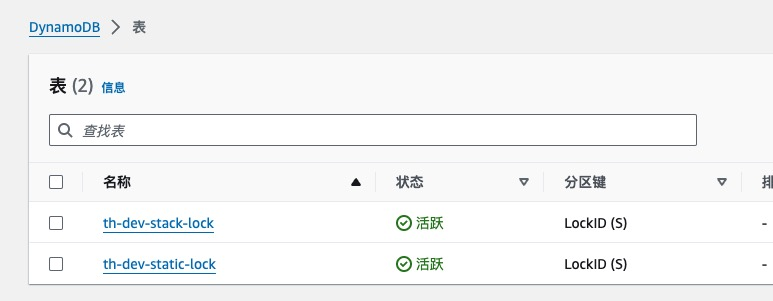 DynamoDB > 表
表 (2) 信息
查找表
名称 状态 分区键 排
th-dev-stack-lock 活跃 LockID (S) -
th-dev-static-lock 活跃 LockID (S) -